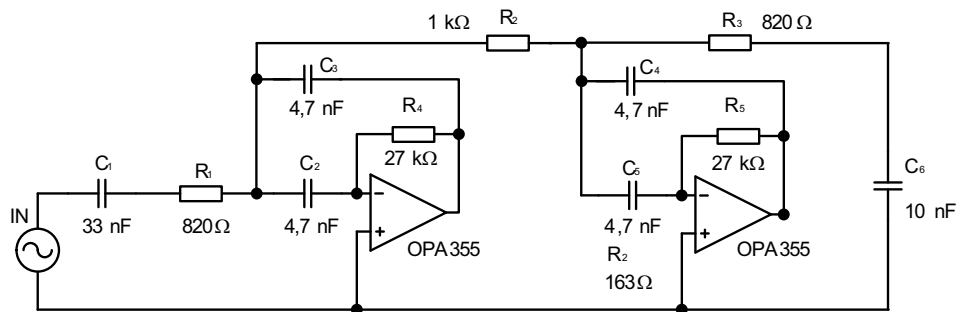 1 kΩ R2 R3 820Ω
C3
4,7 nF
C4
4,7 nF
R4
27 kΩ
R5
27 kΩ
C1
33 nF
R1
820Ω
C2
4,7 nF
C5
4,7 nF
C6
10 nF
IN
OPA355
OPA355
R2
163Ω